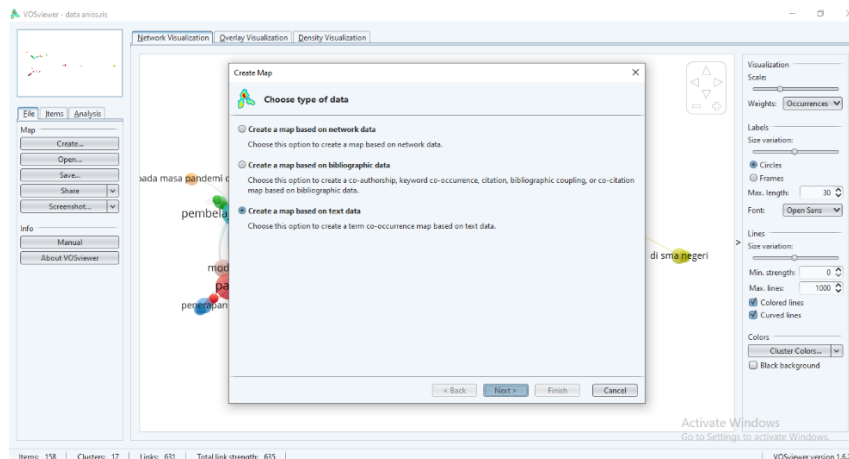 VOSviewer - data aniss.ris
Network Visualization
Overlay Visualization
Density Visualization
File
Items
Analysis
Map
Create...
Open...
Save...
Share
Screenshot...
Info
Manual
About VOSviewer
Create Map
Choose type of data
Create a map based on network data
Choose this option to create a map based on network data.
Create a map based on bibliographic data
Choose this option to create a co-authorship, keyword co-occurrence, citation, bibliographic coupling, or co-citation
map based on bibliographic data.
Create a map based on text data
Choose this option to create a term co-occurrence map based on text data.
< Back
Next >
Finish
Cancel
pada masa pandemi c
pembela
mod
pa
penerapan
di sma negeri
Visualization
Scale:
Weights: Occurrences
Labels
Size variation:
Circles
Frames
Max. length: 30
Font: Open Sans
Lines
Size variation:
Min. strength: 0
Max. lines: 1000
Colored lines
Curved lines
Colors
Cluster Colors...
Black background
Activate Windows
Go to Settings to activate Windows.
Items: 158
Clusters: 17
Links: 631
Total link strength: 635
VOSviewer version 1.6.